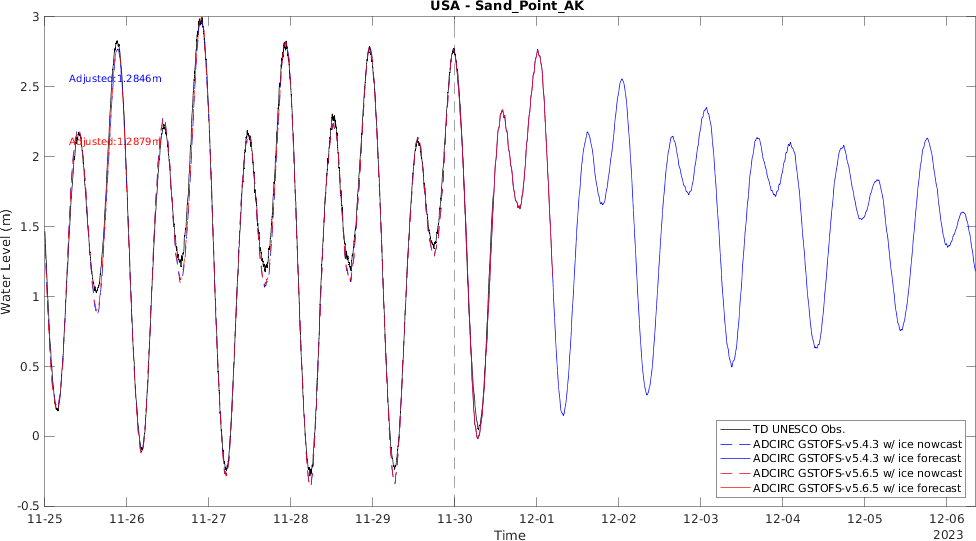 USA - Sand_Point_AK
Water Level (m)
3
2.5
2
1.5
1
0.5
0
-0.5
Adjusted:1.2846m
Adjusted:1.2879m
TD UNESCO Obs.
ADCIRC GSTOFS-v5.4.3 w/ ice nowcast
ADCIRC GSTOFS-v5.4.3 w/ ice forecast
ADCIRC GSTOFS-v5.6.5 w/ ice nowcast
ADCIRC GSTOFS-v5.6.5 w/ ice forecast
11-25 11-26 11-27 11-28 11-29 11-30 12-01 12-02 12-03 12-04 12-05 12-06
2023
Time